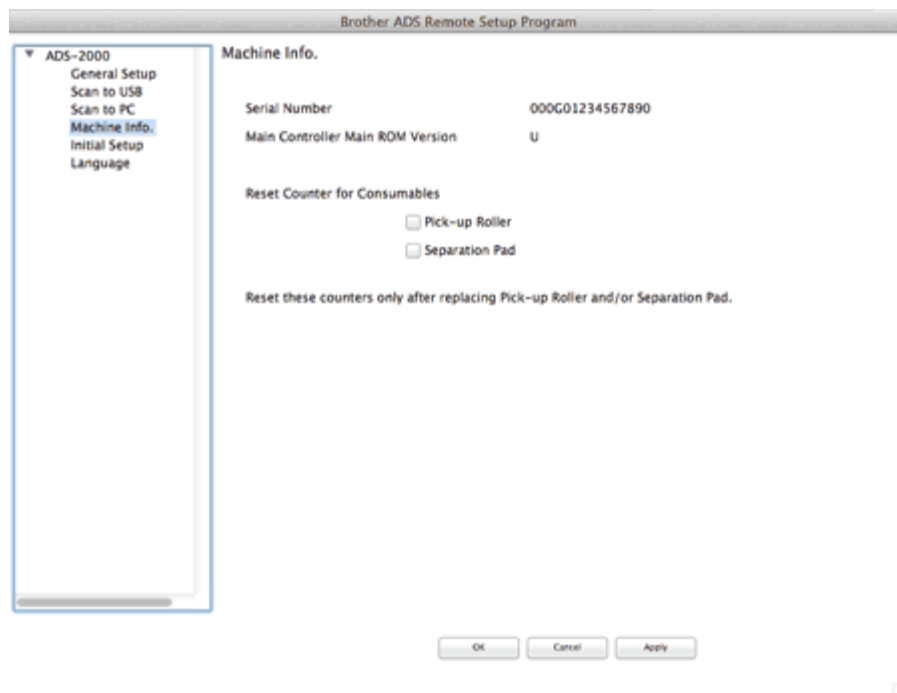 Brother ADS Remote Setup Program
ADS-2000
General Setup
Scan to USB
Scan to PC
Machine Info.
Initial Setup
Language
Machine Info.
Serial Number 000G01234567890
Main Controller Main ROM Version U
Reset Counter for Consumables
Pick-up Roller
Separation Pad
Reset these counters only after replacing Pick-up Roller and/or Separation Pad.
OK Cancel Apply